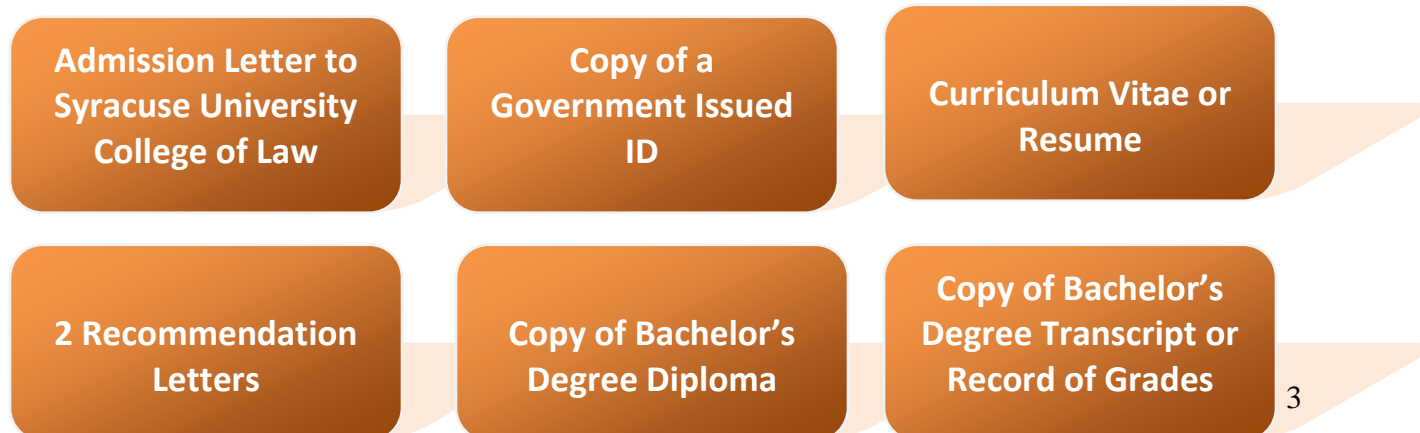 Admission Letter to
Syracuse University
College of Law
Copy of a
Government Issued
ID
Curriculum Vitae or
Resume
2 Recommendation
Letters
Copy of Bachelor’s
Degree Diploma
Copy of Bachelor’s
Degree Transcript or
Record of Grades
3